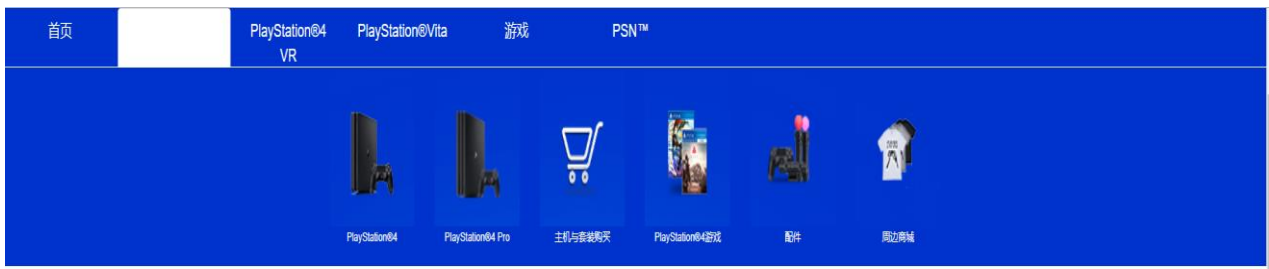 首页
PlayStation®4
VR
PlayStation®Vita
游戏
PSN™
PlayStation®4
PlayStation®4 Pro
主机与套装购买
PlayStation®4游戏
配件
周边商城